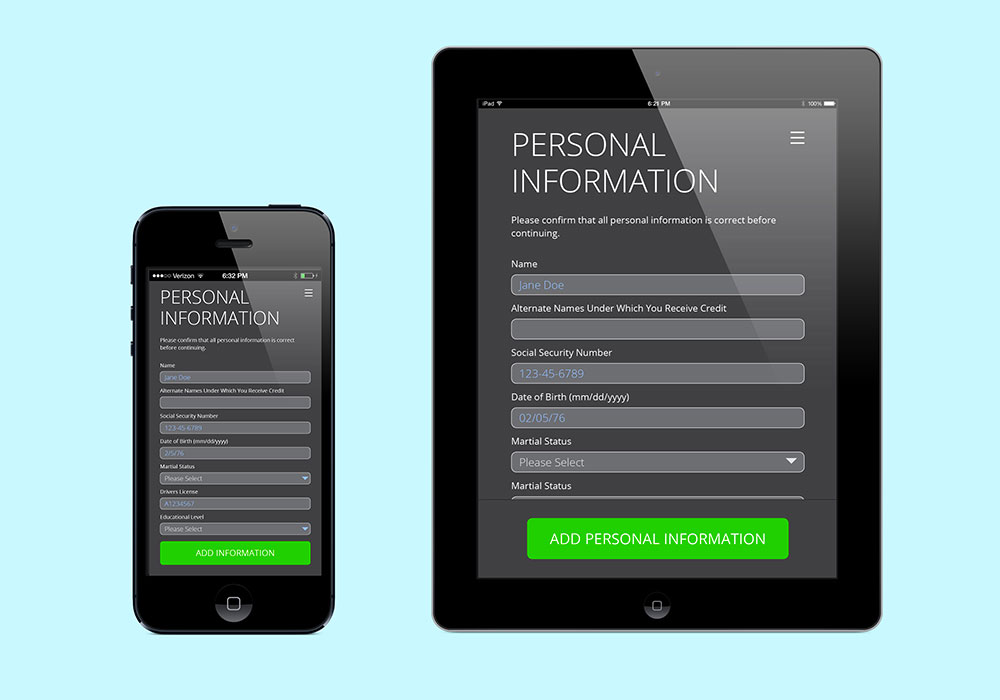 Verizon
6:32 PM
PERSONAL
INFORMATION
Please confirm that all personal information is correct
before continuing.
Name
Jane Doe
Alternate Names Under Which You Receive Credit
Social Security Number
123-45-6789
Date of Birth (mm/dd/yyyy)
2/5/76
Martial Status
Please Select
Drivers License
A1234567
Educational Level
Please Select
ADD INFORMATION
iPad
6:21 PM
100%
PERSONAL
INFORMATION
Please confirm that all personal information is correct before
continuing.
Name
Jane Doe
Alternate Names Under Which You Receive Credit
Social Security Number
123-45-6789
Date of Birth (mm/dd/yyyy)
02/05/76
Martial Status
Please Select
Martial Status
ADD PERSONAL INFORMATION